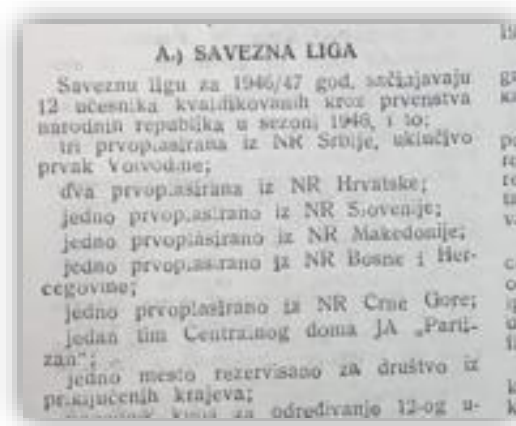 A.) SAVEZNA LIGA
Saveznu ligu za 1946/47 god. sačinjavaju
12 učesnika kvalifikovanih kroz prvenstva
narodnih republika u sezoni 1946, i to:
tri prvoplasirana iz NR Srbije, uključivo
prvak Vojvodine;
dva prvoplasirana iz NR Hrvatske;
jedno prvoplasirano iz NR Slovenije;
jedno prvoplasirano iz NR Makedonije;
jedno prvoplasirano iz NR Bosne i Her-
cegovine;
jedno prvoplasirano iz NR Crne Gore;
jedan tim Centralnog doma JA „Parti-
zan“;
jedno mesto rezervisano za društvo iz
priključenih krajeva;
za određivanje 12-og u-